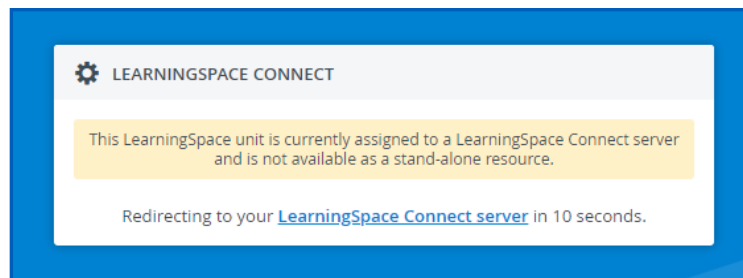 LEARNINGSPACE CONNECT
This LearningSpace unit is currently assigned to a LearningSpace Connect server
and is not available as a stand-alone resource.
Redirecting to your LearningSpace Connect server in 10 seconds.